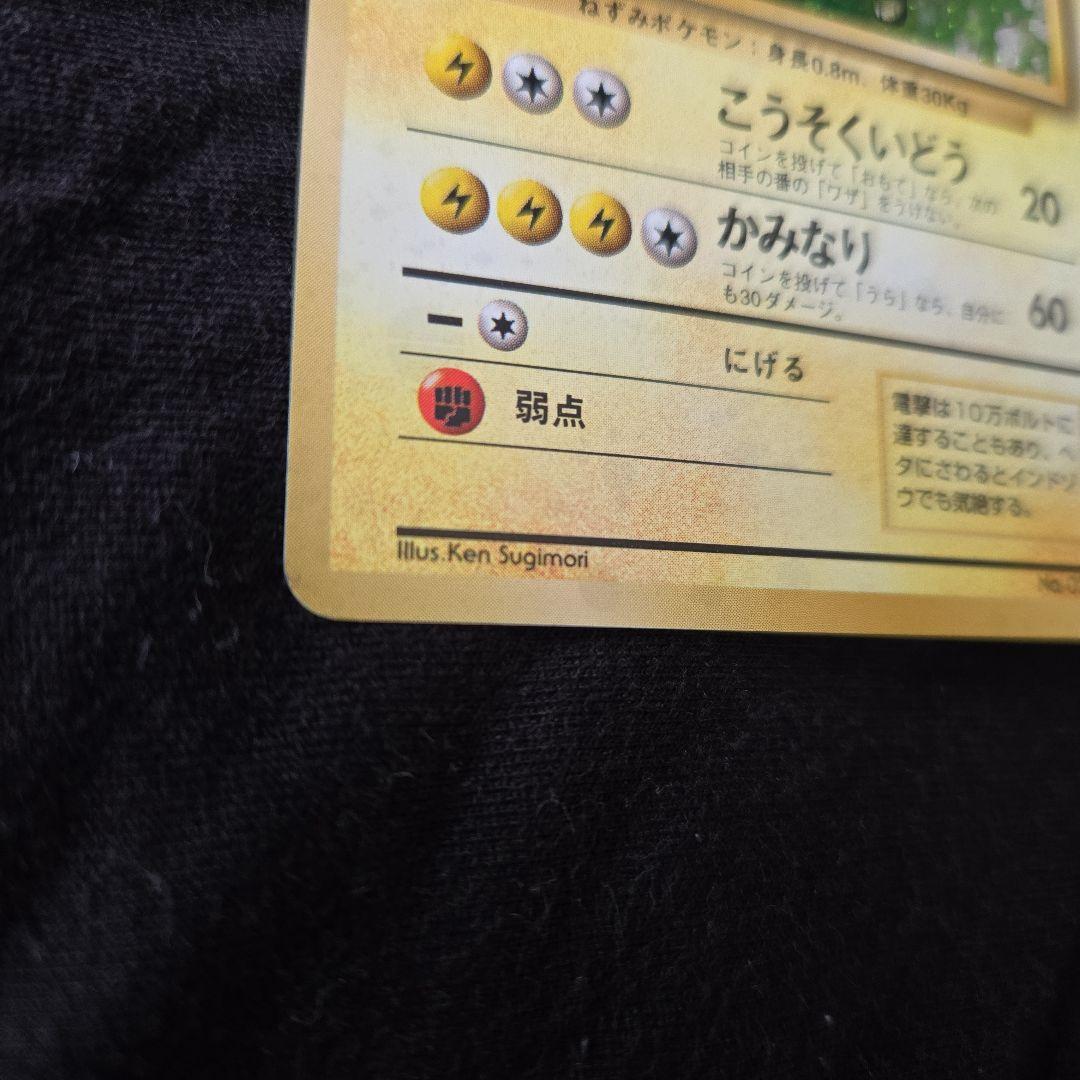 ねずみポケモン：身長0.8m、体重30Kg
こうそくいどう 20
コインを投げて「おもて」なら、次の
相手の番の「ワザ」をうけない。
かみなり 60
コインを投げて「うら」なら、自分に
も30ダメージ。
にげる
弱点
電撃は10万ボルトに
達することもあり、ヘ
タにさわるとインドゾ
ウでも気絶する。
Illus.Ken Sugimori
No.0